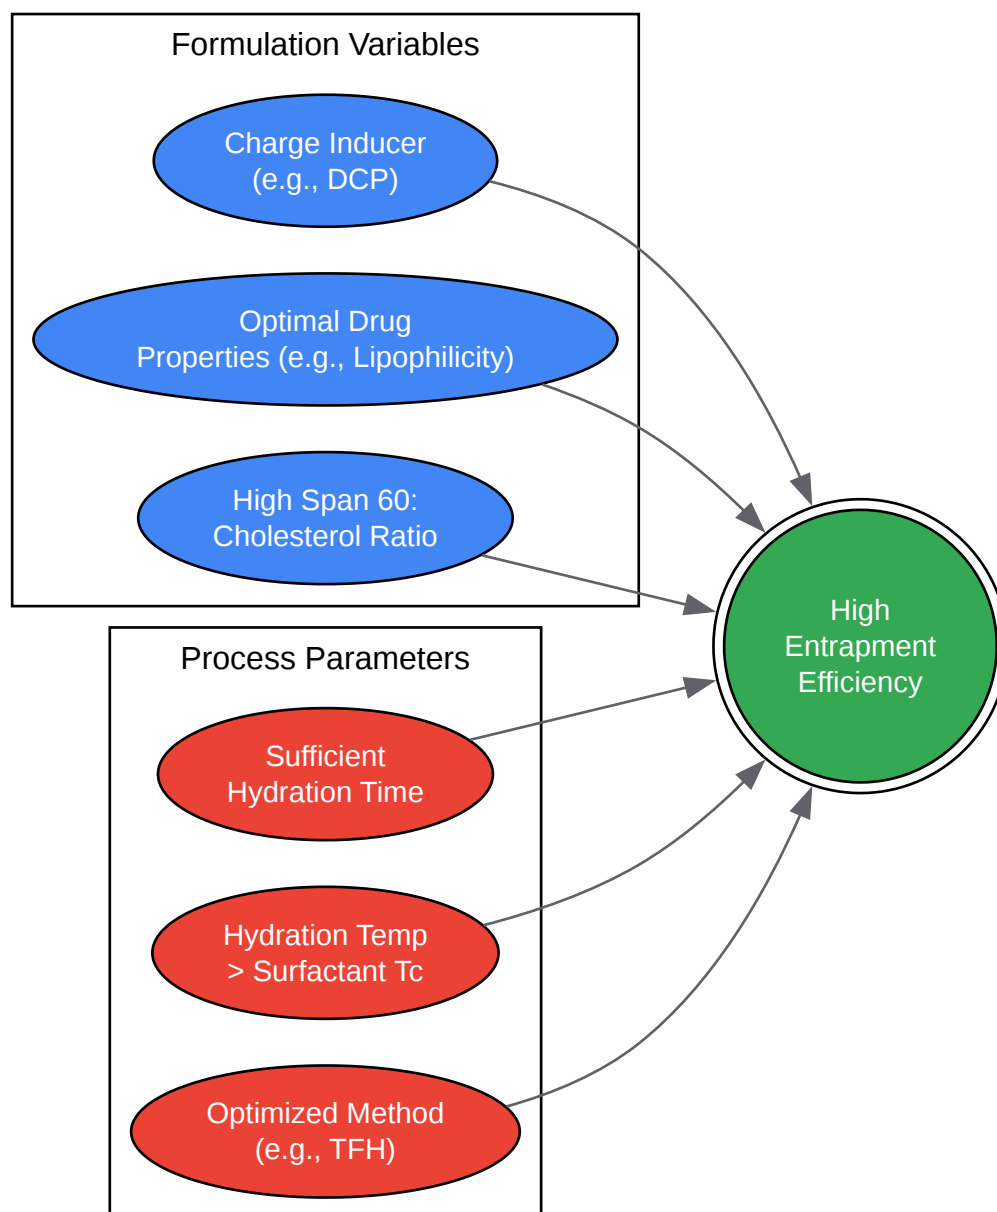 Formulation Variables
Charge Inducer
(e.g., DCP)
Optimal Drug
Properties (e.g., Lipophilicity)
High Span 60:
Cholesterol Ratio
High
Entrapment
Efficiency
Process Parameters
Sufficient
Hydration Time
Hydration Temp
> Surfactant Tc
Optimized Method
(e.g., TFH)